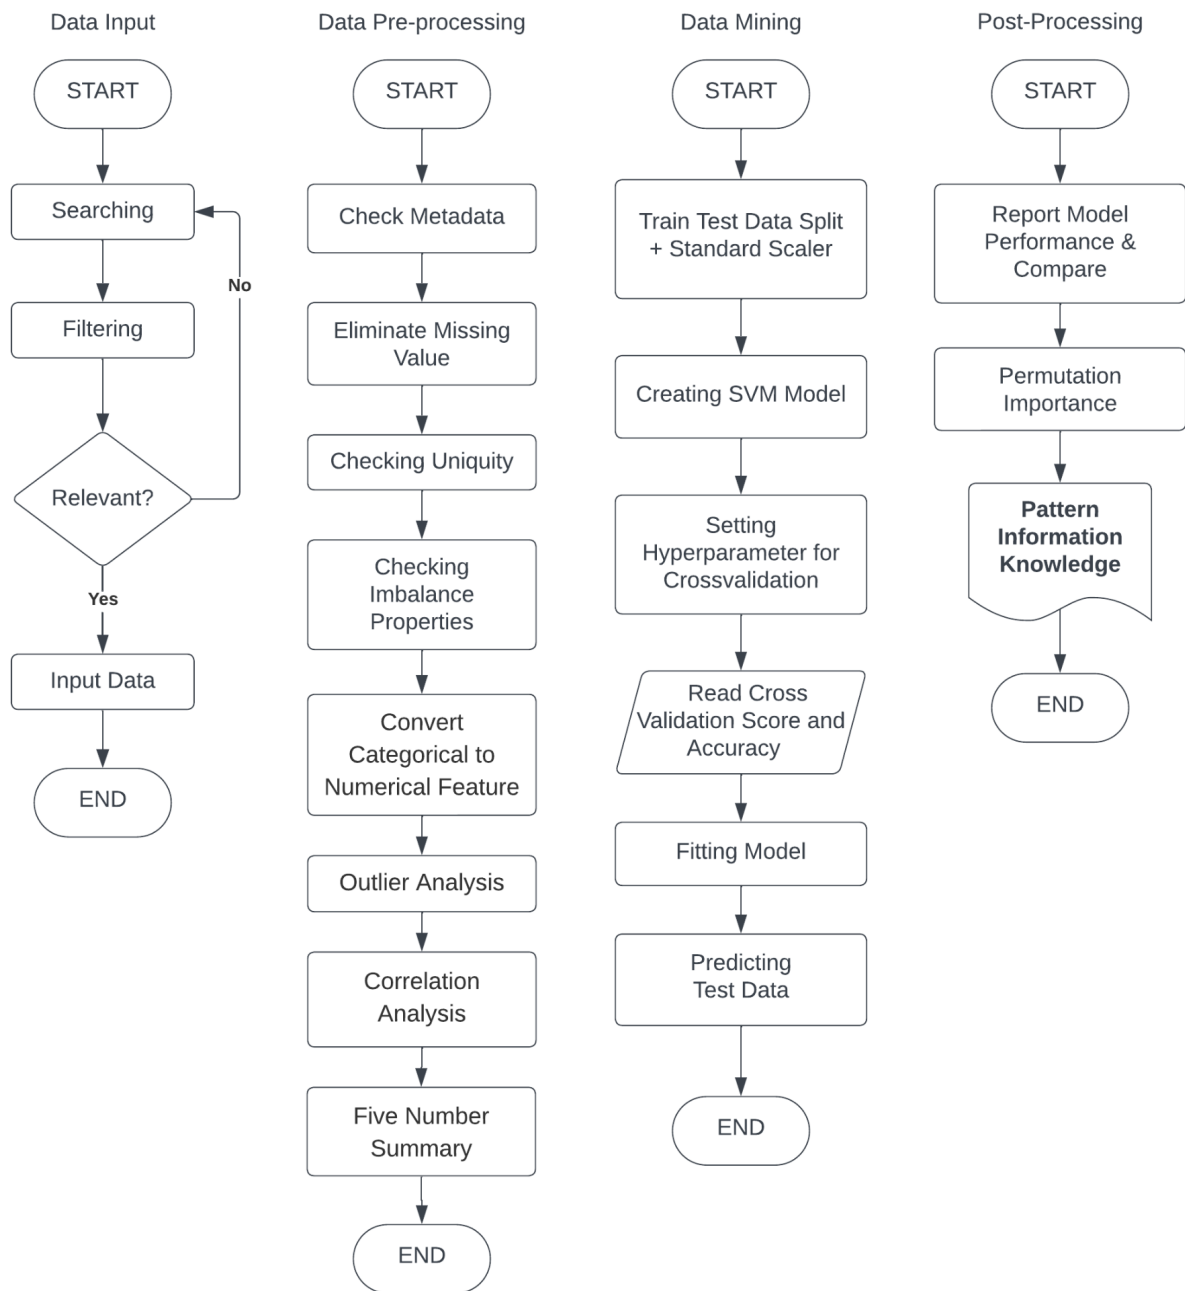 Data Input
START
Searching
No
Filtering
Relevant?
Yes
Input Data
END
Data Pre-processing
START
Check Metadata
Eliminate Missing
Value
Checking Uniquity
Checking
Imbalance
Properties
Convert
Categorical to
Numerical Feature
Outlier Analysis
Correlation
Analysis
Five Number
Summary
END
Data Mining
START
Train Test Data Split
+ Standard Scaler
Creating SVM Model
Setting
Hyperparameter for
Crossvalidation
Read Cross
Validation Score and
Accuracy
Fitting Model
Predicting
Test Data
END
Post-Processing
START
Report Model
Performance &
Compare
Permutation
Importance
Pattern
Information
Knowledge
END